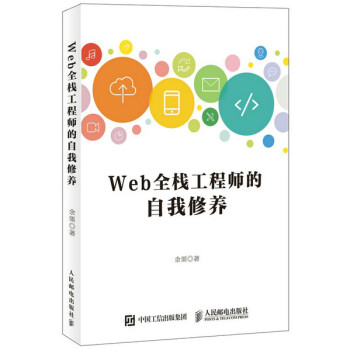 Web全栈工程师的自我修养
余果◎著
人民邮电出版社
</>
Web全栈工程师的
自我修养
余果◎著
中国工信出版集团
人民邮电出版社
POSTS & TELECOM PRESS